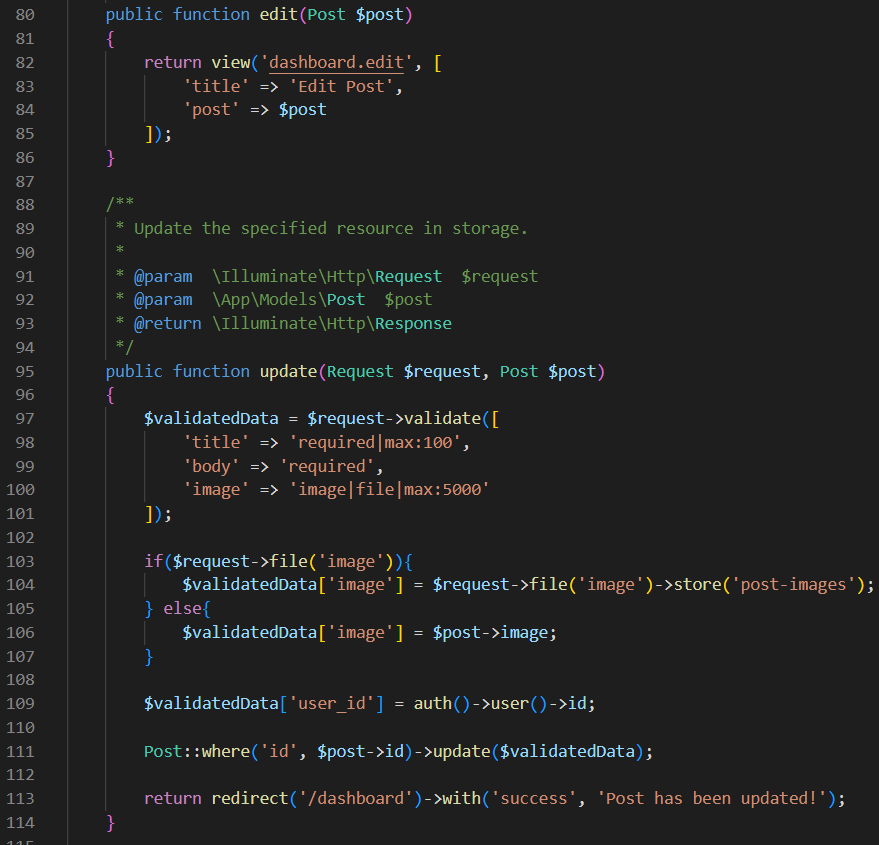 80 public function edit(Post $post)
81 {
82 return view('dashboard.edit', [
83 'title' => 'Edit Post',
84 'post' => $post
85 ]);
86 }
87
88 /**
89 * Update the specified resource in storage.
90 *
91 * @param  \Illuminate\Http\Request  $request
92 * @param  \App\Models\Post  $post
93 * @return \Illuminate\Http\Response
94 */
95 public function update(Request $request, Post $post)
96 {
97 $validatedData = $request->validate([
98 'title' => 'required|max:100',
99 'body' => 'required',
100 'image' => 'image|file|max:5000'
101 ]);
102
103 if($request->file('image')){
104 $validatedData['image'] = $request->file('image')->store('post-images');
105 } else{
106 $validatedData['image'] = $post->image;
107 }
108
109 $validatedData['user_id'] = auth()->user()->id;
110
111 Post::where('id', $post->id)->update($validatedData);
112
113 return redirect('/dashboard')->with('success', 'Post has been updated!');
114 }